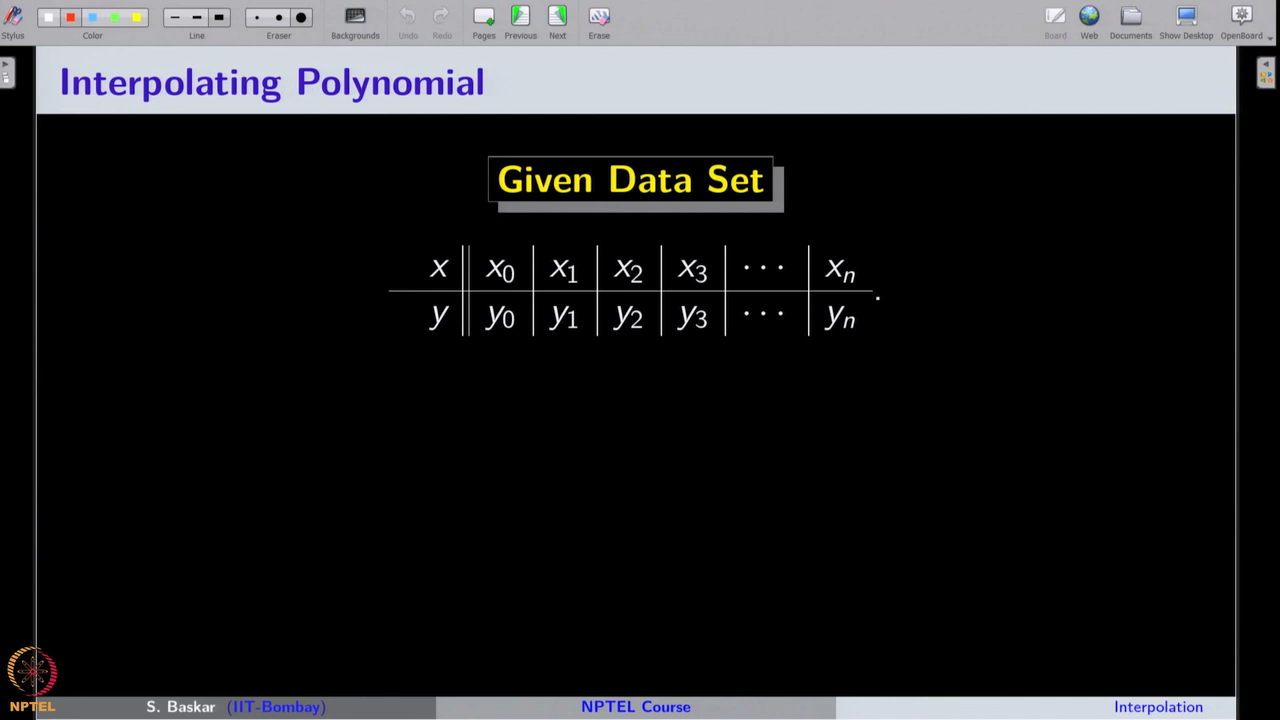 Stylus Color Line Eraser Backgrounds Undo Redo Pages Previous Next Erase Board Web Documents Show Desktop OpenBoard
Interpolating Polynomial
Given Data Set
x x₀ x₁ x₂ x₃ ··· xₙ
y y₀ y₁ y₂ y₃ ··· yₙ .
NPTEL
S. Baskar (IIT-Bombay) NPTEL Course Interpolation